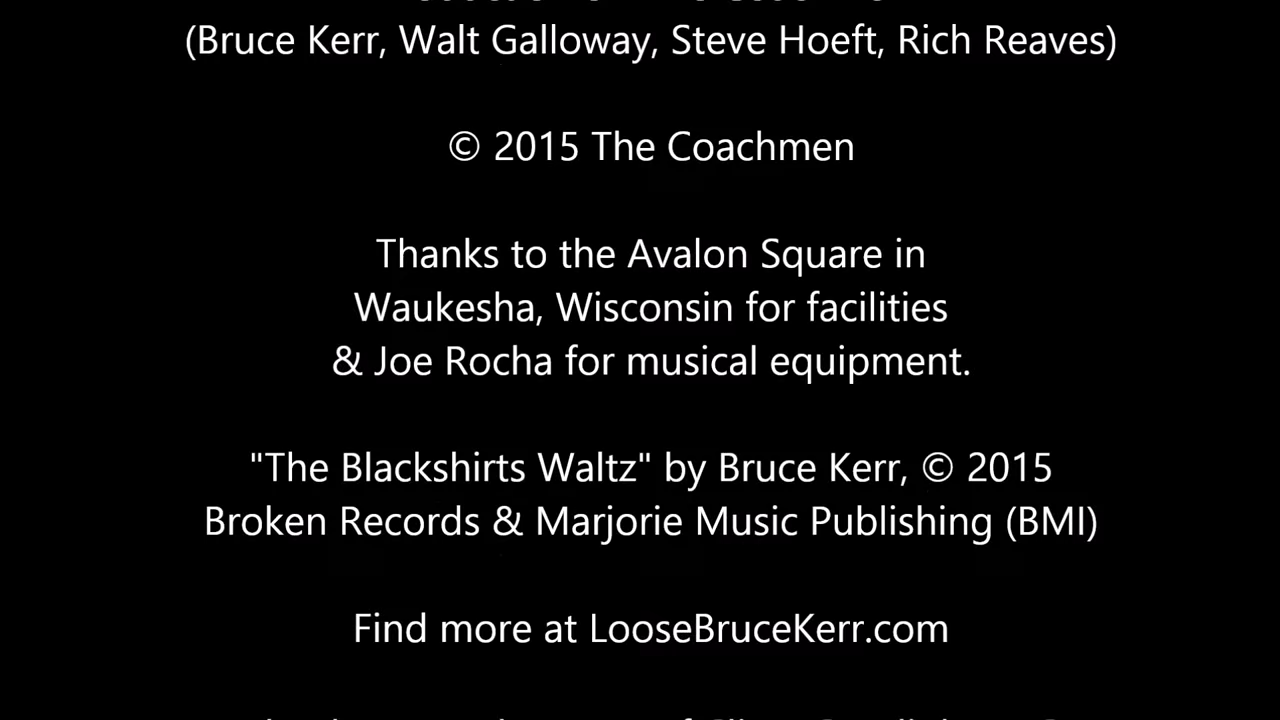 (Bruce Kerr, Walt Galloway, Steve Hoeft, Rich Reaves)
© 2015 The Coachmen
Thanks to the Avalon Square in
Waukesha, Wisconsin for facilities
& Joe Rocha for musical equipment.
"The Blackshirts Waltz" by Bruce Kerr, © 2015
Broken Records & Marjorie Music Publishing (BMI)
Find more at LooseBruceKerr.com